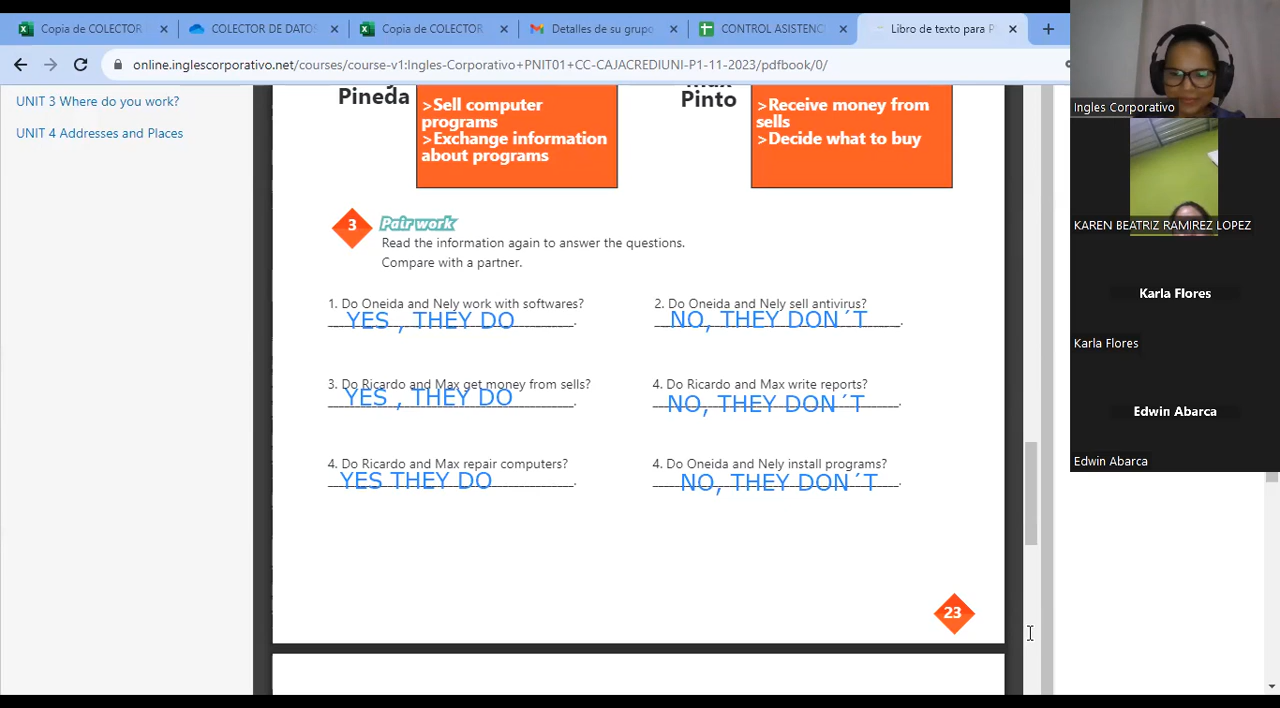 Copia de COLECTOR
COLECTOR DE DATOS
Copia de COLECTOR
Detalles de su grupo
CONTROL ASISTENC
Libro de texto para P
online.inglescorporativo.net/courses/course-v1:Ingles-Corporativo+PNIT01+CC-CAJACREDIUNI-P1-11-2023/pdfbook/0/
UNIT 3 Where do you work?
UNIT 4 Addresses and Places
Pineda
>Sell computer
programs
>Exchange information
about programs
Pinto
>Receive money from
sells
>Decide what to buy
3
Pair work
Read the information again to answer the questions.
Compare with a partner.
1. Do Oneida and Nely work with softwares?
YES , THEY DO
2. Do Oneida and Nely sell antivirus?
NO, THEY DON´T
3. Do Ricardo and Max get money from sells?
YES , THEY DO
4. Do Ricardo and Max write reports?
NO, THEY DON´T
4. Do Ricardo and Max repair computers?
YES THEY DO
4. Do Oneida and Nely install programs?
NO, THEY DON´T
23
Ingles Corporativo
KAREN BEATRIZ RAMIREZ LOPEZ
Karla Flores
Karla Flores
Edwin Abarca
Edwin Abarca